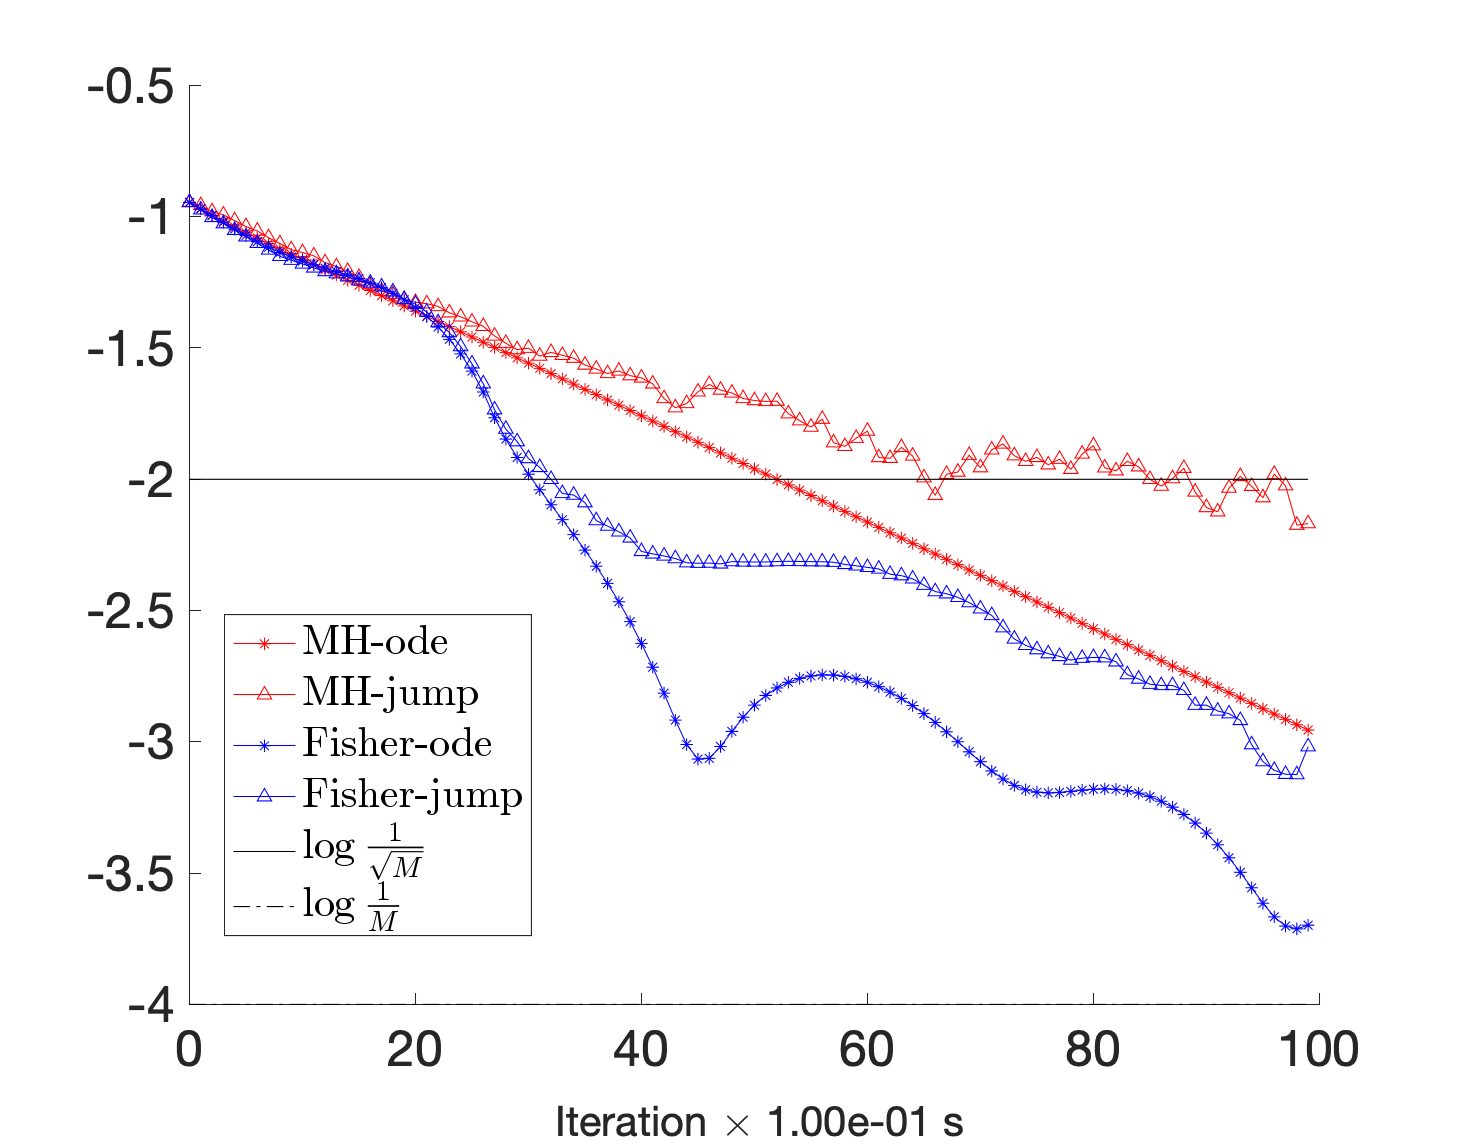 -0.5
-1
-1.5
-2
-2.5
-3
-3.5
-4
MH-ode
MH-jump
Fisher-ode
Fisher-jump
log 1/√M
log 1/M
0 20 40 60 80 100
Iteration × 1.00e-01 s